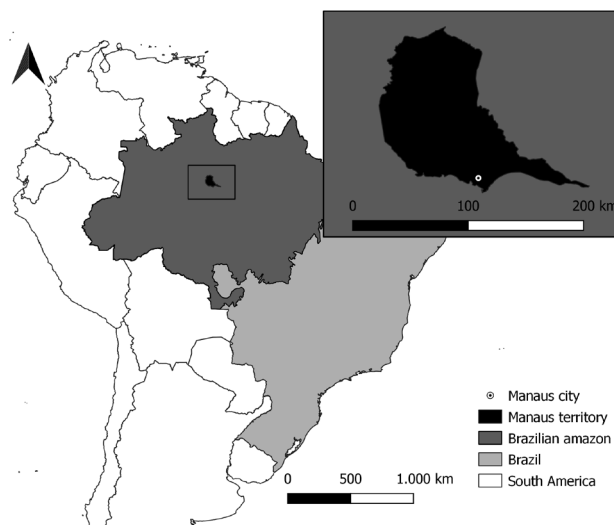 0 100 200 km
Manaus city
Manaus territory
Brazilian amazon
Brazil
South America
0 500 1.000 km